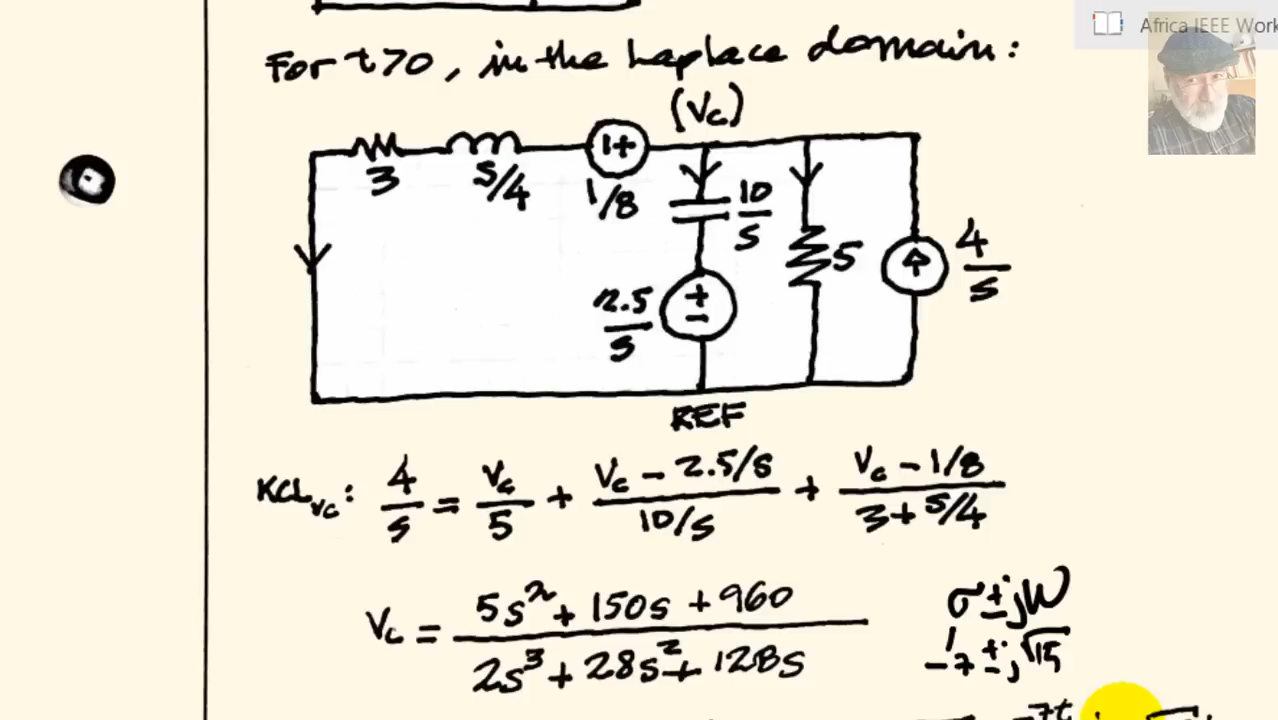 Africa IEEE Work
For t>0, in the Laplace domain:
(Vc)
3 s/4 1/8 10/s
2.5/s 5 4/s
REF
KCLvc: 4/s = Vc/5 + (Vc - 2.5/s)/(10/s) + (Vc - 1/8)/(3 + s/4)
Vc = (5s² + 150s + 960)/(2s³ + 28s² + 128s)
σ ± jω
-7 ± j√15
-7t